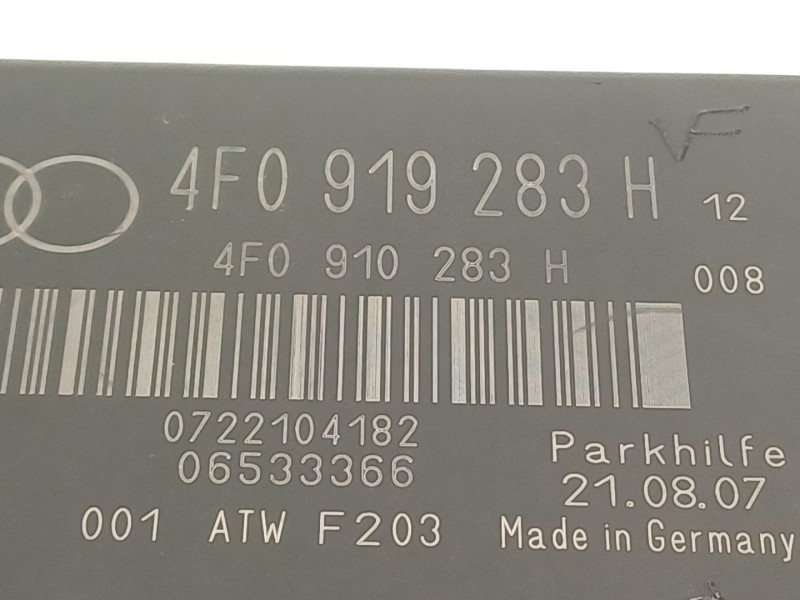 VF
4F0 919 283 H 12
4F0 910 283 H 008
0722104182
06533366
Parkhilfe
21.08.07
001 ATW F203 Made in Germany